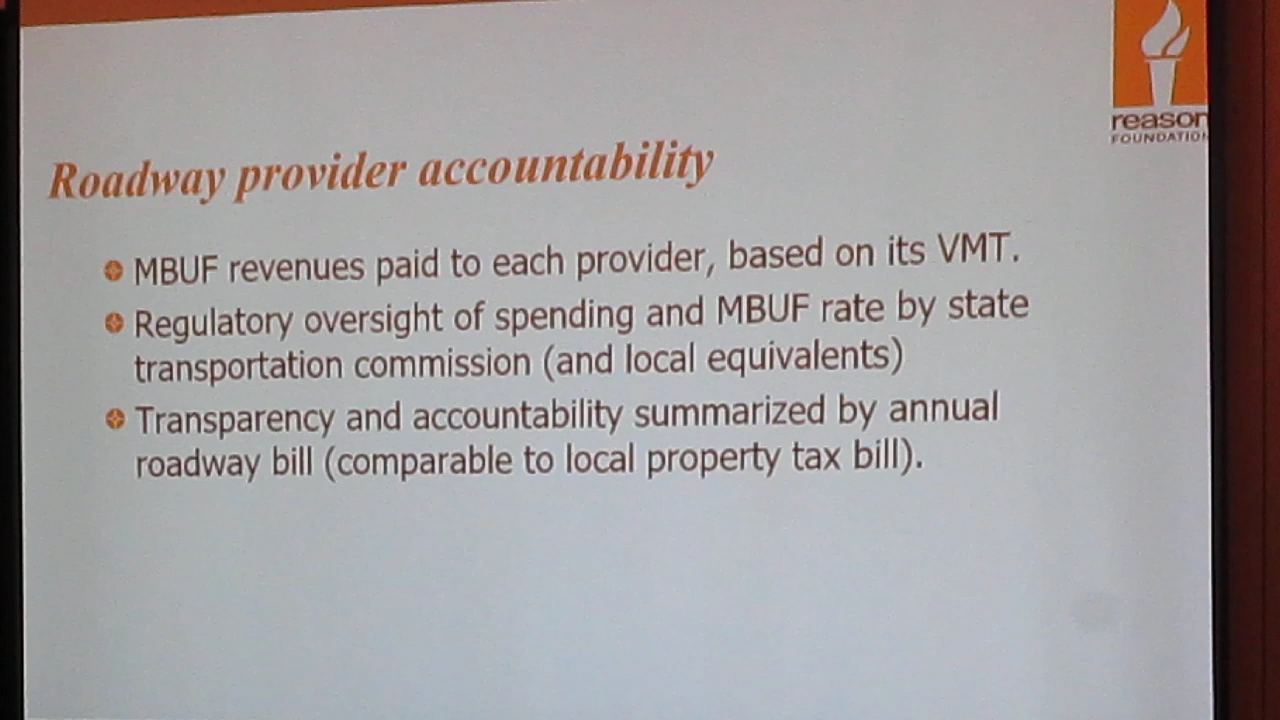 reason
FOUNDATION
Roadway provider accountability
MBUF revenues paid to each provider, based on its VMT.
Regulatory oversight of spending and MBUF rate by state
transportation commission (and local equivalents)
Transparency and accountability summarized by annual
roadway bill (comparable to local property tax bill).